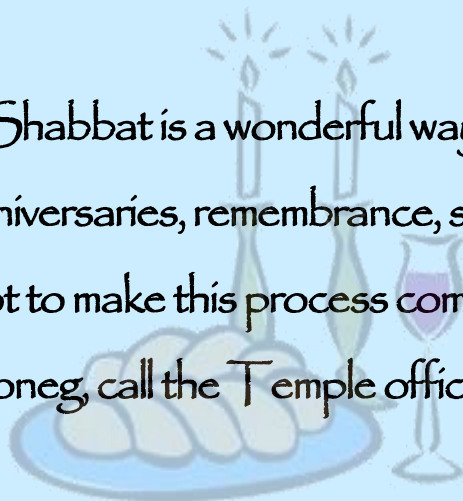 Shabbat is a wonderful way
niversaries, remembrance, s
ot to make this process com
oneg, call the Temple offic